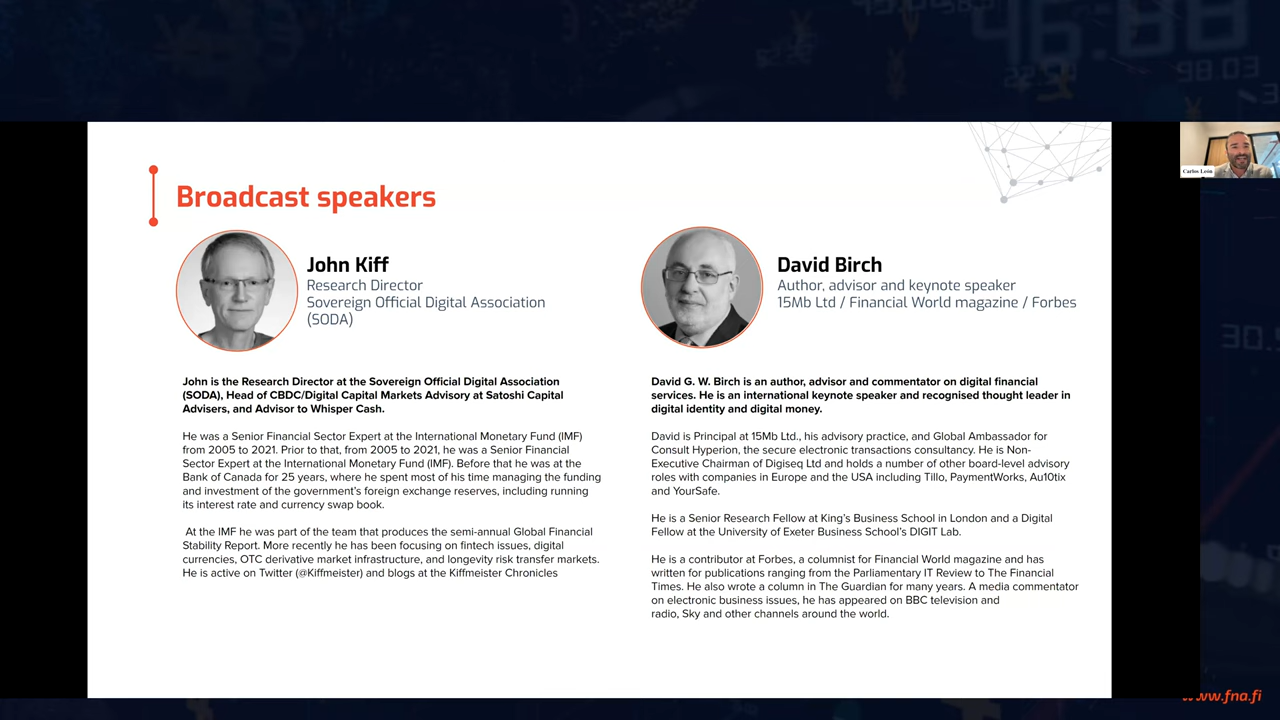 46.88
98.03
30.
Carlos León
Broadcast speakers
John Kiff
Research Director
Sovereign Official Digital Association
(SODA)
John is the Research Director at the Sovereign Official Digital Association
(SODA), Head of CBDC/Digital Capital Markets Advisory at Satoshi Capital
Advisers, and Advisor to Whisper Cash.
He was a Senior Financial Sector Expert at the International Monetary Fund (IMF)
from 2005 to 2021. Prior to that, from 2005 to 2021, he was a Senior Financial
Sector Expert at the International Monetary Fund (IMF). Before that he was at the
Bank of Canada for 25 years, where he spent most of his time managing the funding
and investment of the government's foreign exchange reserves, including running
its interest rate and currency swap book.
At the IMF he was part of the team that produces the semi-annual Global Financial
Stability Report. More recently he has been focusing on fintech issues, digital
currencies, OTC derivative market infrastructure, and longevity risk transfer markets.
He is active on Twitter (@Kiffmeister) and blogs at the Kiffmeister Chronicles
David Birch
Author, advisor and keynote speaker
15Mb Ltd / Financial World magazine / Forbes
David G. W. Birch is an author, advisor and commentator on digital financial
services. He is an international keynote speaker and recognised thought leader in
digital identity and digital money.
David is Principal at 15Mb Ltd., his advisory practice, and Global Ambassador for
Consult Hyperion, the secure electronic transactions consultancy. He is Non-
Executive Chairman of Digiseq Ltd and holds a number of other board-level advisory
roles with companies in Europe and the USA including Tillo, PaymentWorks, Au10tix
and YourSafe.
He is a Senior Research Fellow at King's Business School in London and a Digital
Fellow at the University of Exeter Business School's DIGIT Lab.
He is a contributor at Forbes, a columnist for Financial World magazine and has
written for publications ranging from the Parliamentary IT Review to The Financial
Times. He also wrote a column in The Guardian for many years. A media commentator
on electronic business issues, he has appeared on BBC television and
radio, Sky and other channels around the world.
www.fna.fi